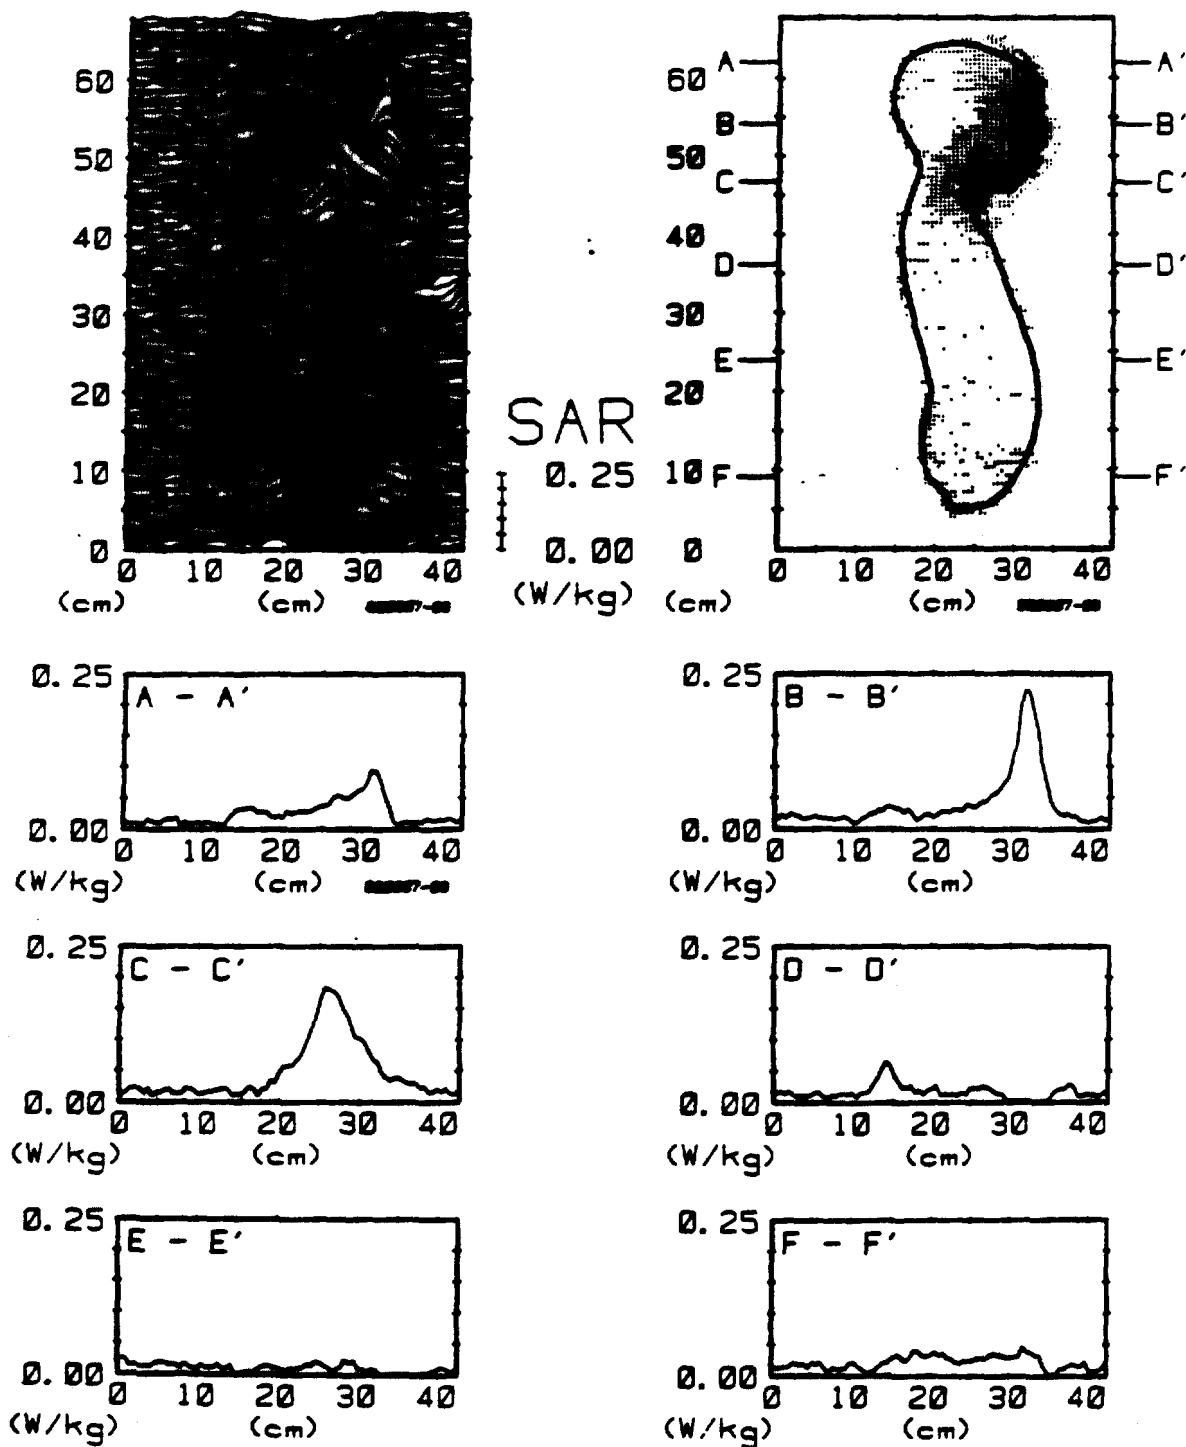 60
50
40
30
20
10
0
0 10 20 30 40
(cm) (cm)
SAR
0.25
0.00
(W/kg)
A A'
60
B B'
50
C C'
40
D D'
30
E E'
20
10
F F'
0
0 10 20 30 40
(cm) (cm)
0.25
A - A'
0.00
0 10 20 30 40
(W/kg) (cm)
0.25
B - B'
0.00
0 10 20 30 40
(W/kg) (cm)
0.25
C - C'
0.00
0 10 20 30 40
(W/kg) (cm)
0.25
D - D'
0.00
0 10 20 30 40
(W/kg) (cm)
0.25
E - E'
0.00
0 10 20 30 40
(W/kg) (cm)
0.25
F - F'
0.00
0 10 20 30 40
(W/kg) (cm)